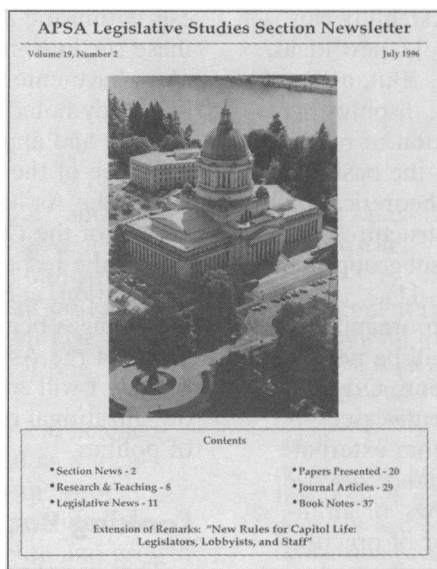 APSA Legislative Studies Section Newsletter
Volume 19, Number 2
July 1996
Contents
• Section News - 2
• Research & Teaching - 8
• Legislative News - 11
• Papers Presented - 20
• Journal Articles - 29
• Book Notes - 37
Extension of Remarks: "New Rules for Capitol Life:
Legislators, Lobbyists, and Staff"